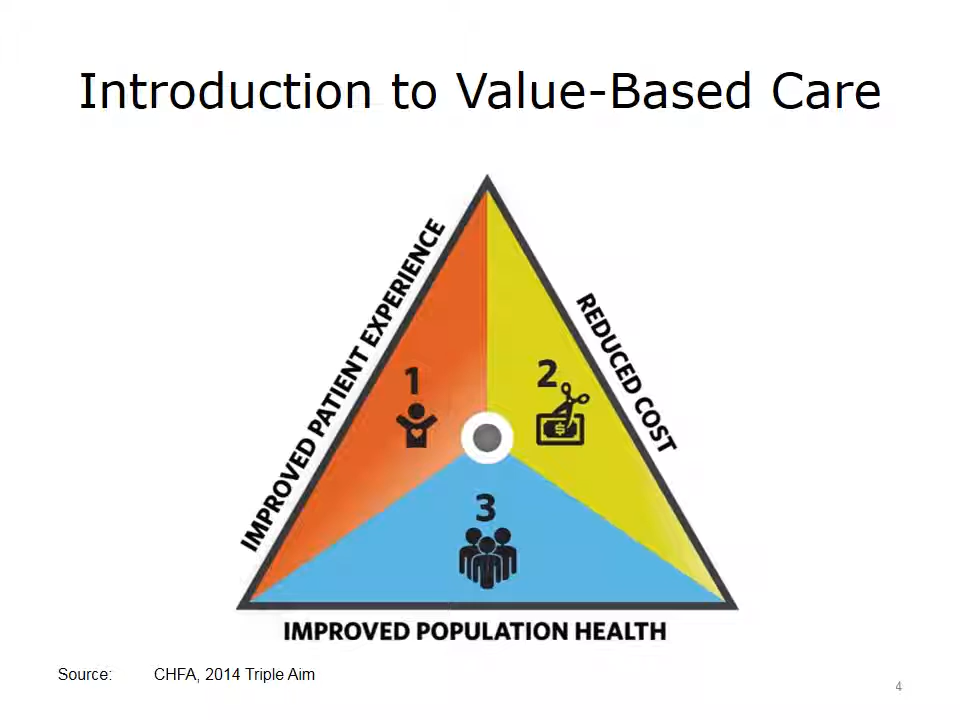 Introduction to Value-Based Care
IMPROVED PATIENT EXPERIENCE
REDUCED COST
1
2
$
3
IMPROVED POPULATION HEALTH
Source: CHFA, 2014 Triple Aim
4